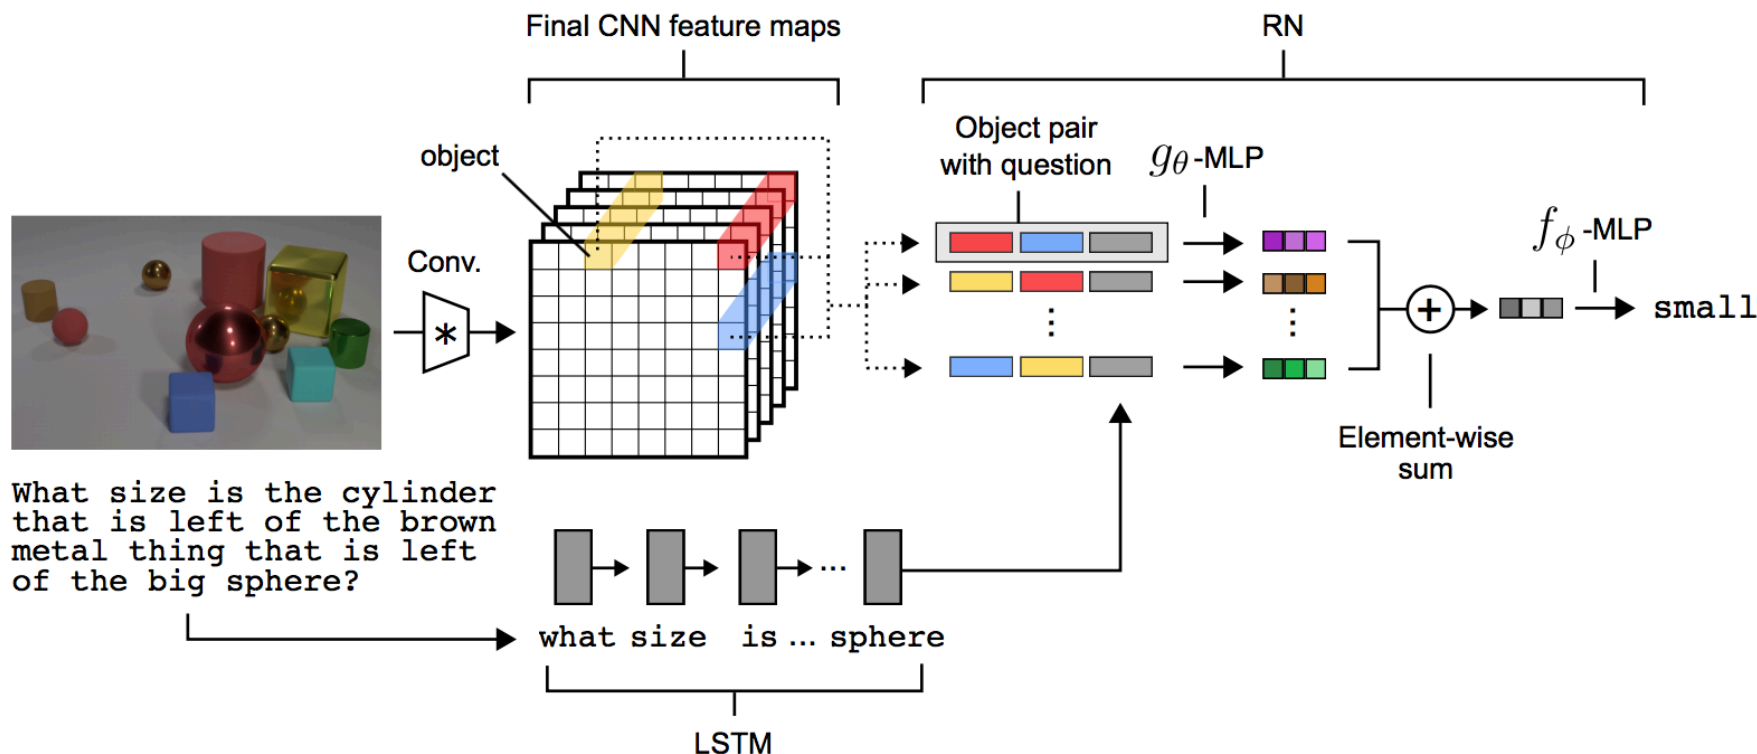 Final CNN feature maps
RN
object
Object pair
with question
gθ-MLP
fϕ-MLP
Conv.
*
...
...
+
small
Element-wise
sum
What size is the cylinder
that is left of the brown
metal thing that is left
of the big sphere?
...
what size is ... sphere
LSTM